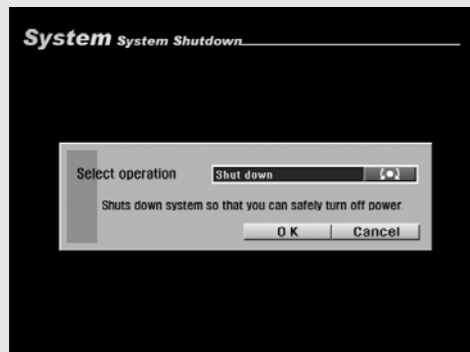 System System Shutdown
Select operation Shut down
Shuts down system so that you can safely turn off power.
OK Cancel